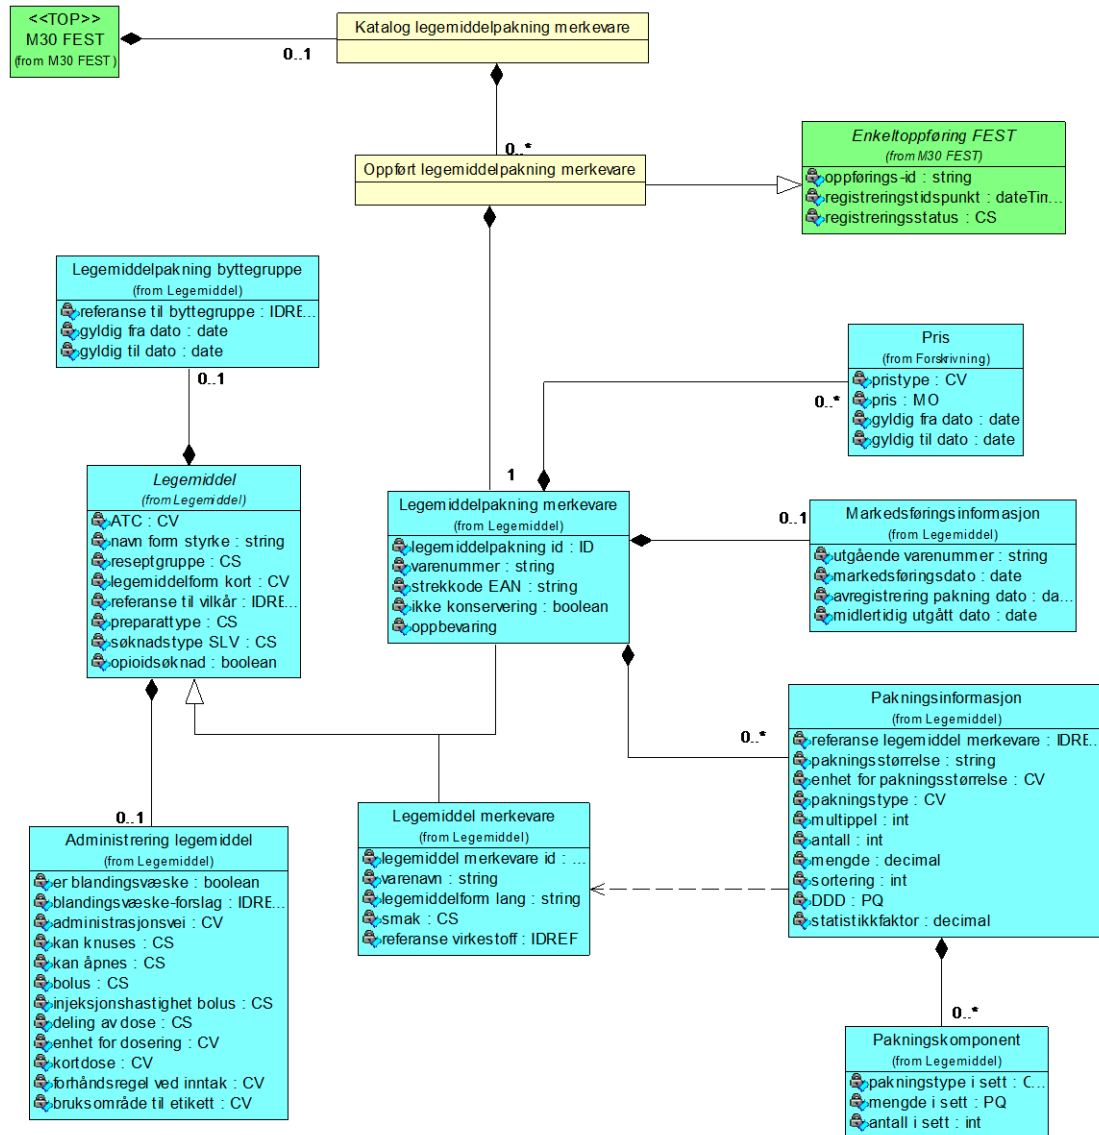 <<TOP>>
M30 FEST
(from M30 FEST)
0..1
Katalog legemiddelpakning merkevare
0..*
Oppført legemiddelpakning merkevare
Enkeltoppføring FEST
(from M30 FEST)
oppførings-id : string
registreringstidspunkt : dateTim...
registreringsstatus : CS
Legemiddelpakning byttegruppe
(from Legemiddel)
referanse til byttegruppe : IDRE...
gyldig fra dato : date
gyldig til dato : date
0..1
Pris
(from Forskrivning)
pristype : CV
pris : MO
gyldig fra dato : date
gyldig til dato : date
0..*
Legemiddel
(from Legemiddel)
ATC : CV
navn form styrke : string
reseptgruppe : CS
legemiddelform kort : CV
referanse til vilkår : IDRE...
preparattype : CS
søknadstype SLV : CS
opioidsøknad : boolean
1
Legemiddelpakning merkevare
(from Legemiddel)
legemiddelpakning id : ID
varenummer : string
strekkode EAN : string
ikke konservering : boolean
oppbevaring
0..1
Markedsføringsinformasjon
(from Legemiddel)
utgående varenummer : string
markedsføringsdato : date
avregistrering pakning dato : da...
midlertidig utgått dato : date
0..*
Pakningsinformasjon
(from Legemiddel)
referanse legemiddel merkevare : IDRE...
pakningsstørrelse : string
enhet for pakningsstørrelse : CV
pakningstype : CV
multippel : int
antall : int
mengde : decimal
sortering : int
DDD : PQ
statistikkfaktor : decimal
0..1
Administrering legemiddel
(from Legemiddel)
er blandingsvæske : boolean
blandingsvæske-forslag : IDRE...
administrasjonsvei : CV
kan knuses : CS
kan åpnes : CS
bolus : CS
injeksjonshastighet bolus : CS
deling av dose : CS
enhet for dosering : CV
kortdose : CV
forhåndsregel ved inntak : CV
bruksområde til etikett : CV
Legemiddel merkevare
(from Legemiddel)
legemiddel merkevare id : ...
varenavn : string
legemiddelform lang : string
smak : CS
referanse virkestoff : IDREF
0..*
Pakningskomponent
(from Legemiddel)
pakningstype i sett : C...
mengde i sett : PQ
antall i sett : int